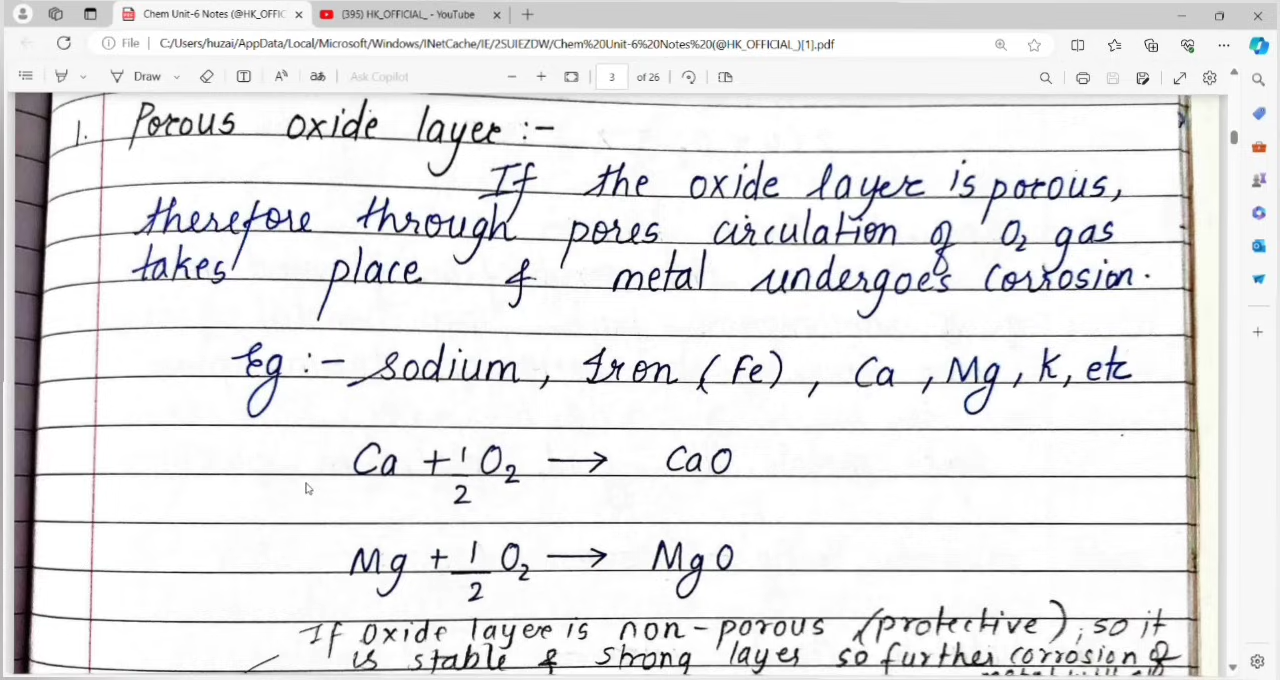 Chem Unit-6 Notes (@HK_OFFIC
(395) HK_OFFICIAL_ - YouTube
File
C:/Users/huzai/AppData/Local/Microsoft/Windows/INetCache/IE/2SUIEZDW/Chem%20Unit-6%20Notes%20(@HK_OFFICIAL_)[1].pdf
Draw
Ask Copilot
3 of 26
1. Porous oxide layer :-
If the oxide layer is porous,
therefore through pores circulation of O₂ gas
takes place & metal undergoes corrosion.
Eg :- Sodium, Iron (Fe), Ca, Mg, K, etc
Ca + 1/2 O₂ → CaO
Mg + 1/2 O₂ → MgO
If Oxide layer is non-porous (protective), so it
is stable & strong layer so further corrosion of